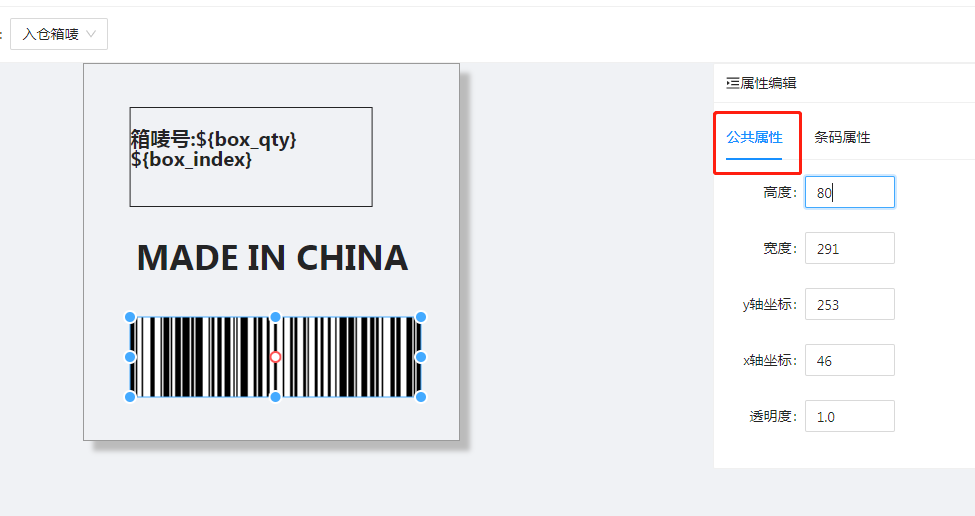 : 入仓箱唛
箱唛号:${box_qty}
${box_index}
MADE IN CHINA
属性编辑
公共属性 条码属性
高度: 80
宽度: 291
y轴坐标: 253
x轴坐标: 46
透明度: 1.0